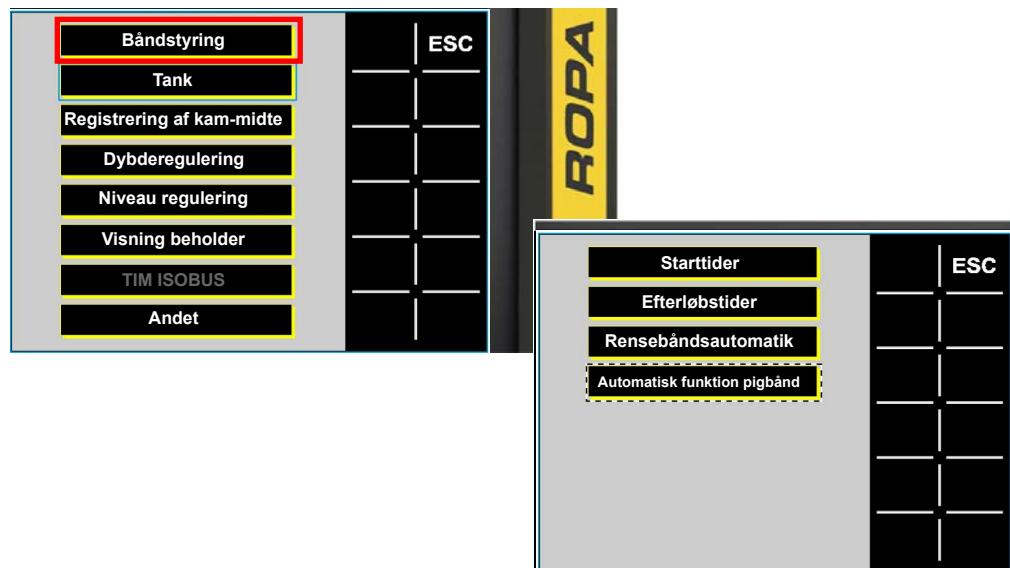 Båndstyring
ESC
Tank
Registrering af kam-midte
Dybderegulering
Niveau regulering
Visning beholder
TIM ISOBUS
Andet
ROPA
Starttider
ESC
Efterløbstider
Rensebåndsautomatik
Automatisk funktion pigbånd